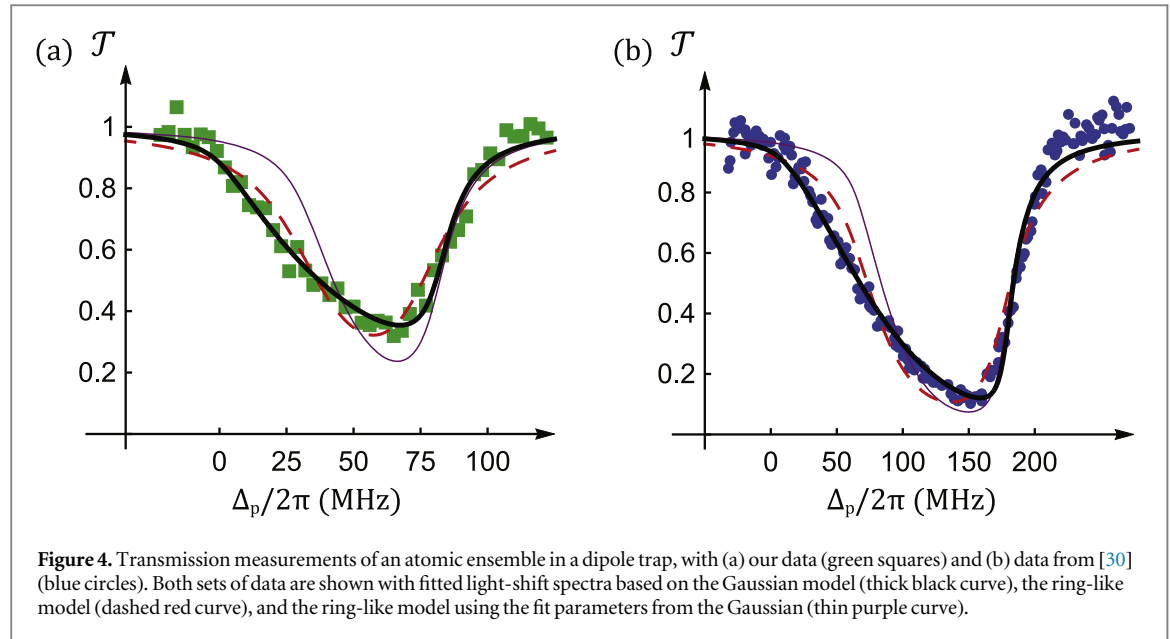 (a) 𝒯
1
0.8
0.6
0.4
0.2
0 25 50 75 100
Δp/2π (MHz)
(b) 𝒯
1
0.8
0.6
0.4
0.2
0 50 100 150 200
Δp/2π (MHz)
Figure 4. Transmission measurements of an atomic ensemble in a dipole trap, with (a) our data (green squares) and (b) data from [30]
(blue circles). Both sets of data are shown with fitted light-shift spectra based on the Gaussian model (thick black curve), the ring-like
model (dashed red curve), and the ring-like model using the fit parameters from the Gaussian (thin purple curve).